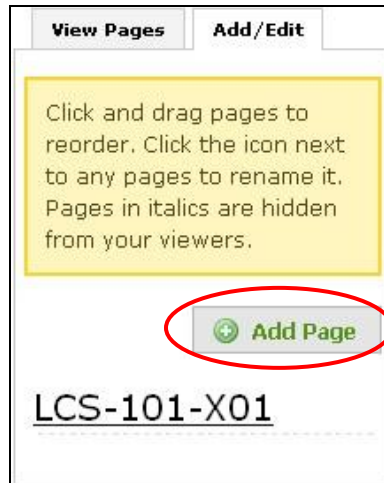 View Pages Add/Edit
Click and drag pages to
reorder. Click the icon next
to any pages to rename it.
Pages in italics are hidden
from your viewers.
Add Page
LCS-101-X01